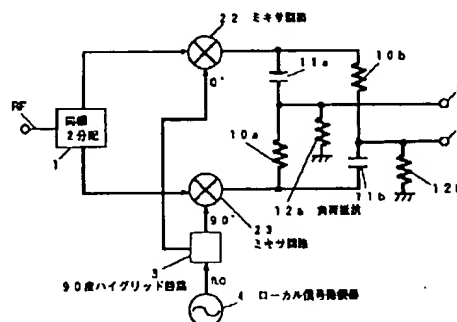 22 ミキサ回路
11a
10b
0°
RF
同相
2分配
1
10a
12a 負荷抵抗
11b
12b
90°
23
ミキサ回路
3
90度ハイブリッド回路
fLO
4 ローカル信号発振器